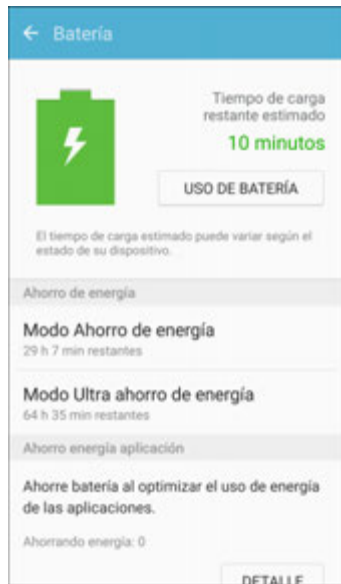 Batería
Tiempo de carga
restante estimado
10 minutos
USO DE BATERÍA
El tiempo de carga estimado puede variar según el
estado de su dispositivo.
Ahorro de energía
Modo Ahorro de energía
29 h 7 min restantes
Modo Ultra ahorro de energía
64 h 35 min restantes
Ahorro energía aplicación
Ahorre batería al optimizar el uso de energía
de las aplicaciones.
Ahorrando energía: 0
DETALLE